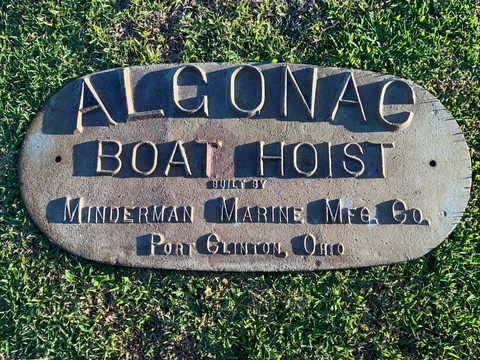 ALGONAC
BOAT HOIST
BUILT BY
MINDERMAN MARINE MFG. CO.
PORT CLINTON, OHIO